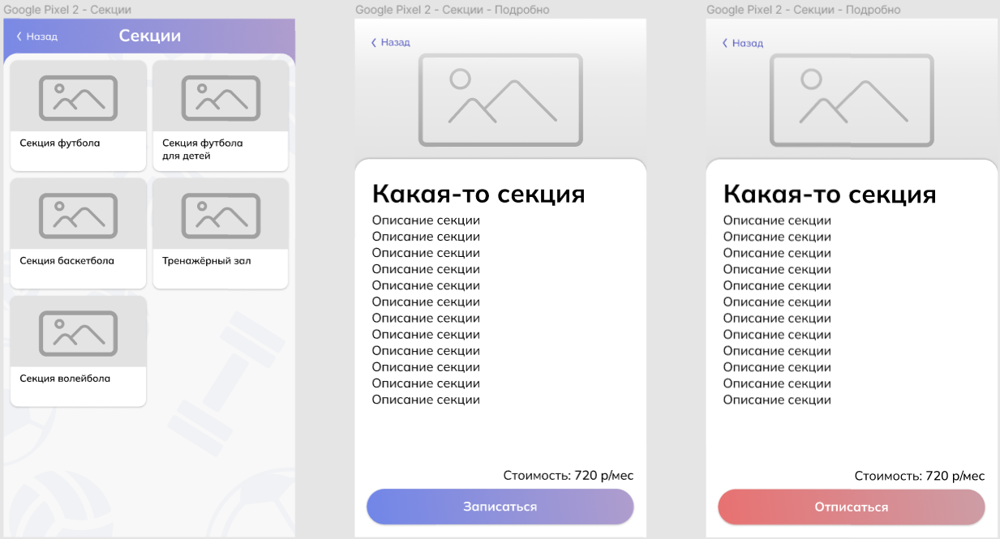 Google Pixel 2 - Секции
Назад
Секции
Секция футбола
Секция футбола
для детей
Секция баскетбола
Тренажёрный зал
Секция волейбола
Google Pixel 2 - Секции - Подробно
Назад
Какая-то секция
Описание секции
Описание секции
Описание секции
Описание секции
Описание секции
Описание секции
Описание секции
Описание секции
Описание секции
Описание секции
Описание секции
Описание секции
Стоимость: 720 р/мес
Записаться
Google Pixel 2 - Секции - Подробно
Назад
Какая-то секция
Описание секции
Описание секции
Описание секции
Описание секции
Описание секции
Описание секции
Описание секции
Описание секции
Описание секции
Описание секции
Описание секции
Описание секции
Стоимость: 720 р/мес
Отписаться